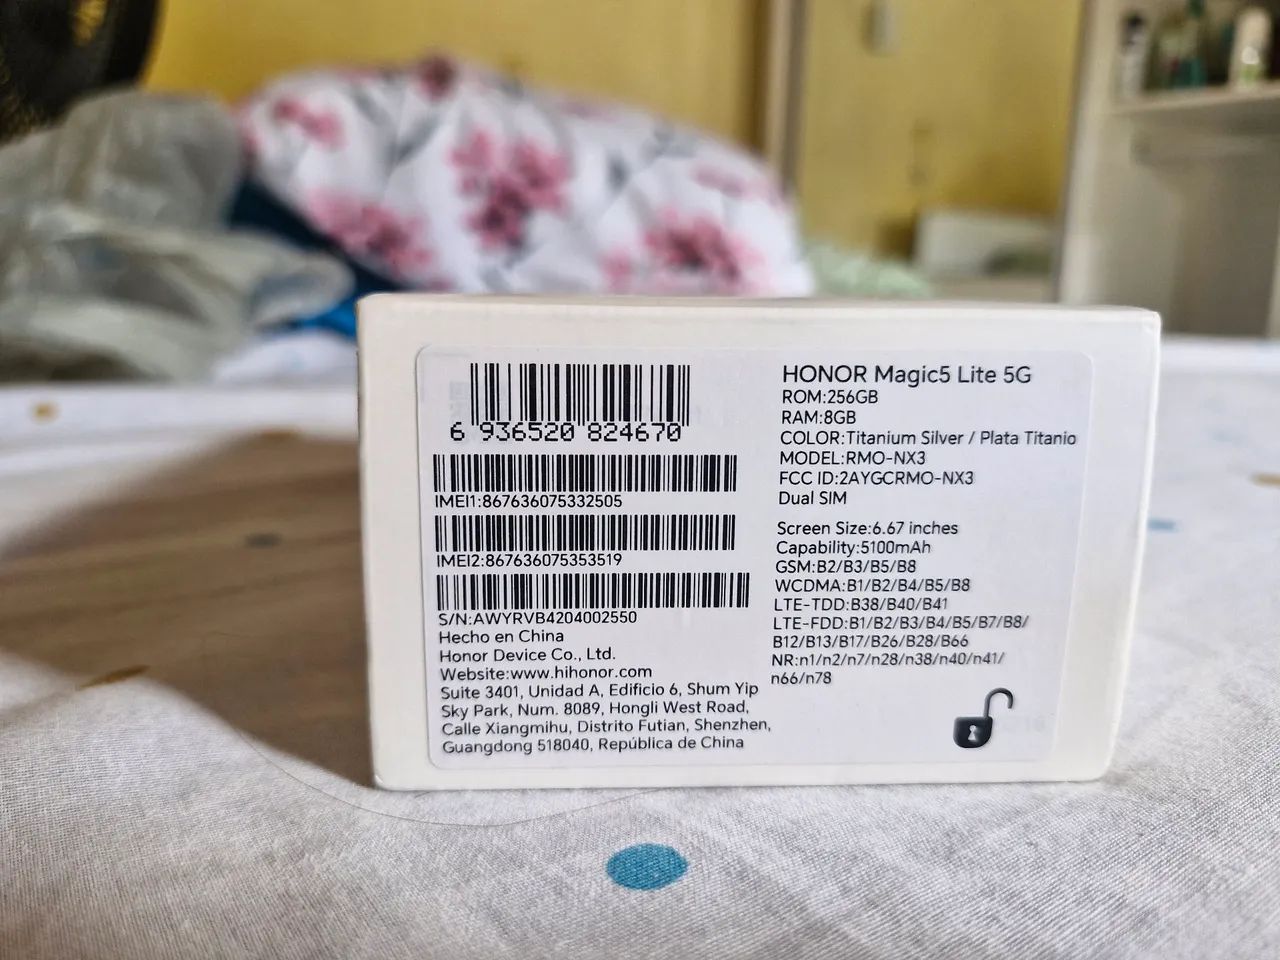 6 936520 824670
IMEI1:867636075332505
IMEI2:867636075353519
S/N:AWYRVB4204002550
Hecho en China
Honor Device Co., Ltd.
Website:www.hihonor.com
Suite 3401, Unidad A, Edificio 6, Shum Yip
Sky Park, Num. 8089, Hongli West Road,
Calle Xiangmihu, Distrito Futian, Shenzhen,
Guangdong 518040, República de China
HONOR Magic5 Lite 5G
ROM:256GB
RAM:8GB
COLOR:Titanium Silver / Plata Titanio
MODEL:RMO-NX3
FCC ID:2AYGCRMO-NX3
Dual SIM
Screen Size:6.67 inches
Capability:5100mAh
GSM:B2/B3/B5/B8
WCDMA:B1/B2/B4/B5/B8
LTE-TDD:B38/B40/B41
LTE-FDD:B1/B2/B3/B4/B5/B7/B8/
B12/B13/B17/B26/B28/B66
NR:n1/n2/n7/n28/n38/n40/n41/
n66/n78